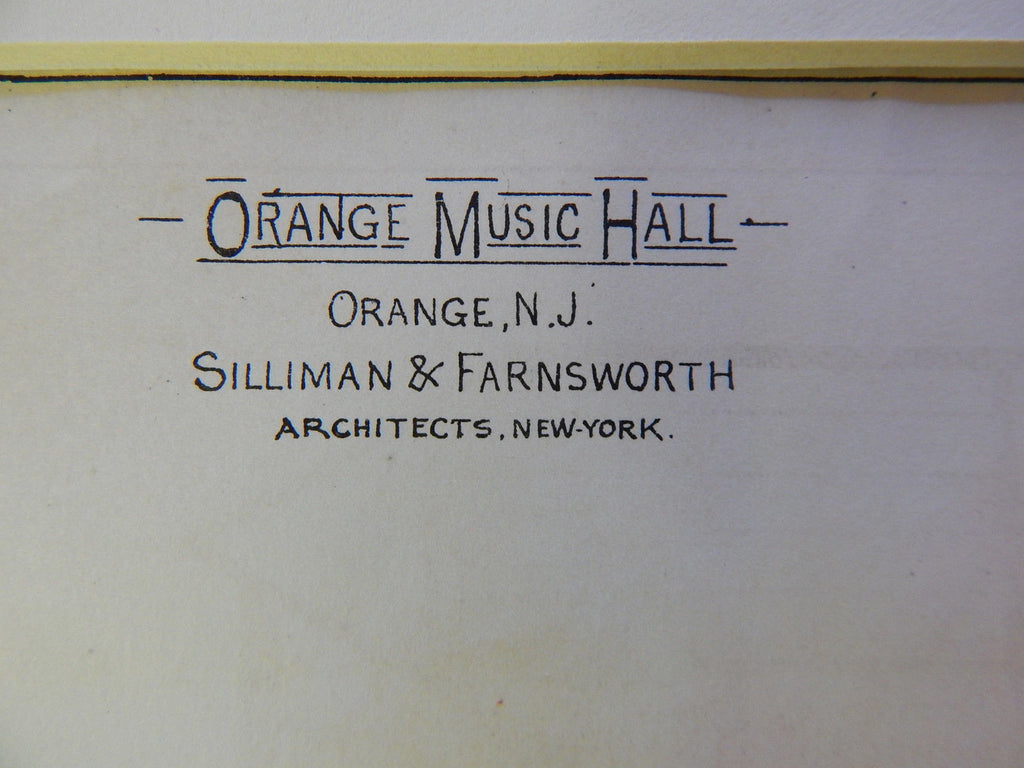 — ORANGE MUSIC HALL —
ORANGE, N.J.
SILLIMAN & FARNSWORTH
ARCHITECTS, NEW-YORK.